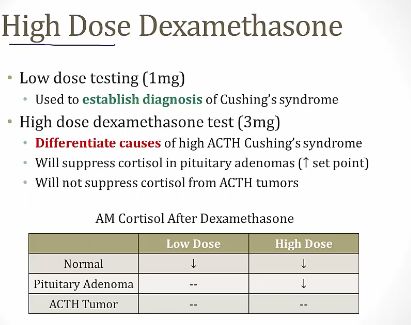 High Dose Dexamethasone
• Low dose testing (1mg)
• Used to establish diagnosis of Cushing's syndrome
• High dose dexamethasone test (3mg)
• Differentiate causes of high ACTH Cushing's syndrome
• Will suppress cortisol in pituitary adenomas (↑ set point)
• Will not suppress cortisol from ACTH tumors
AM Cortisol After Dexamethasone
Low Dose High Dose
Normal ↓ ↓
Pituitary Adenoma -- ↓
ACTH Tumor -- --